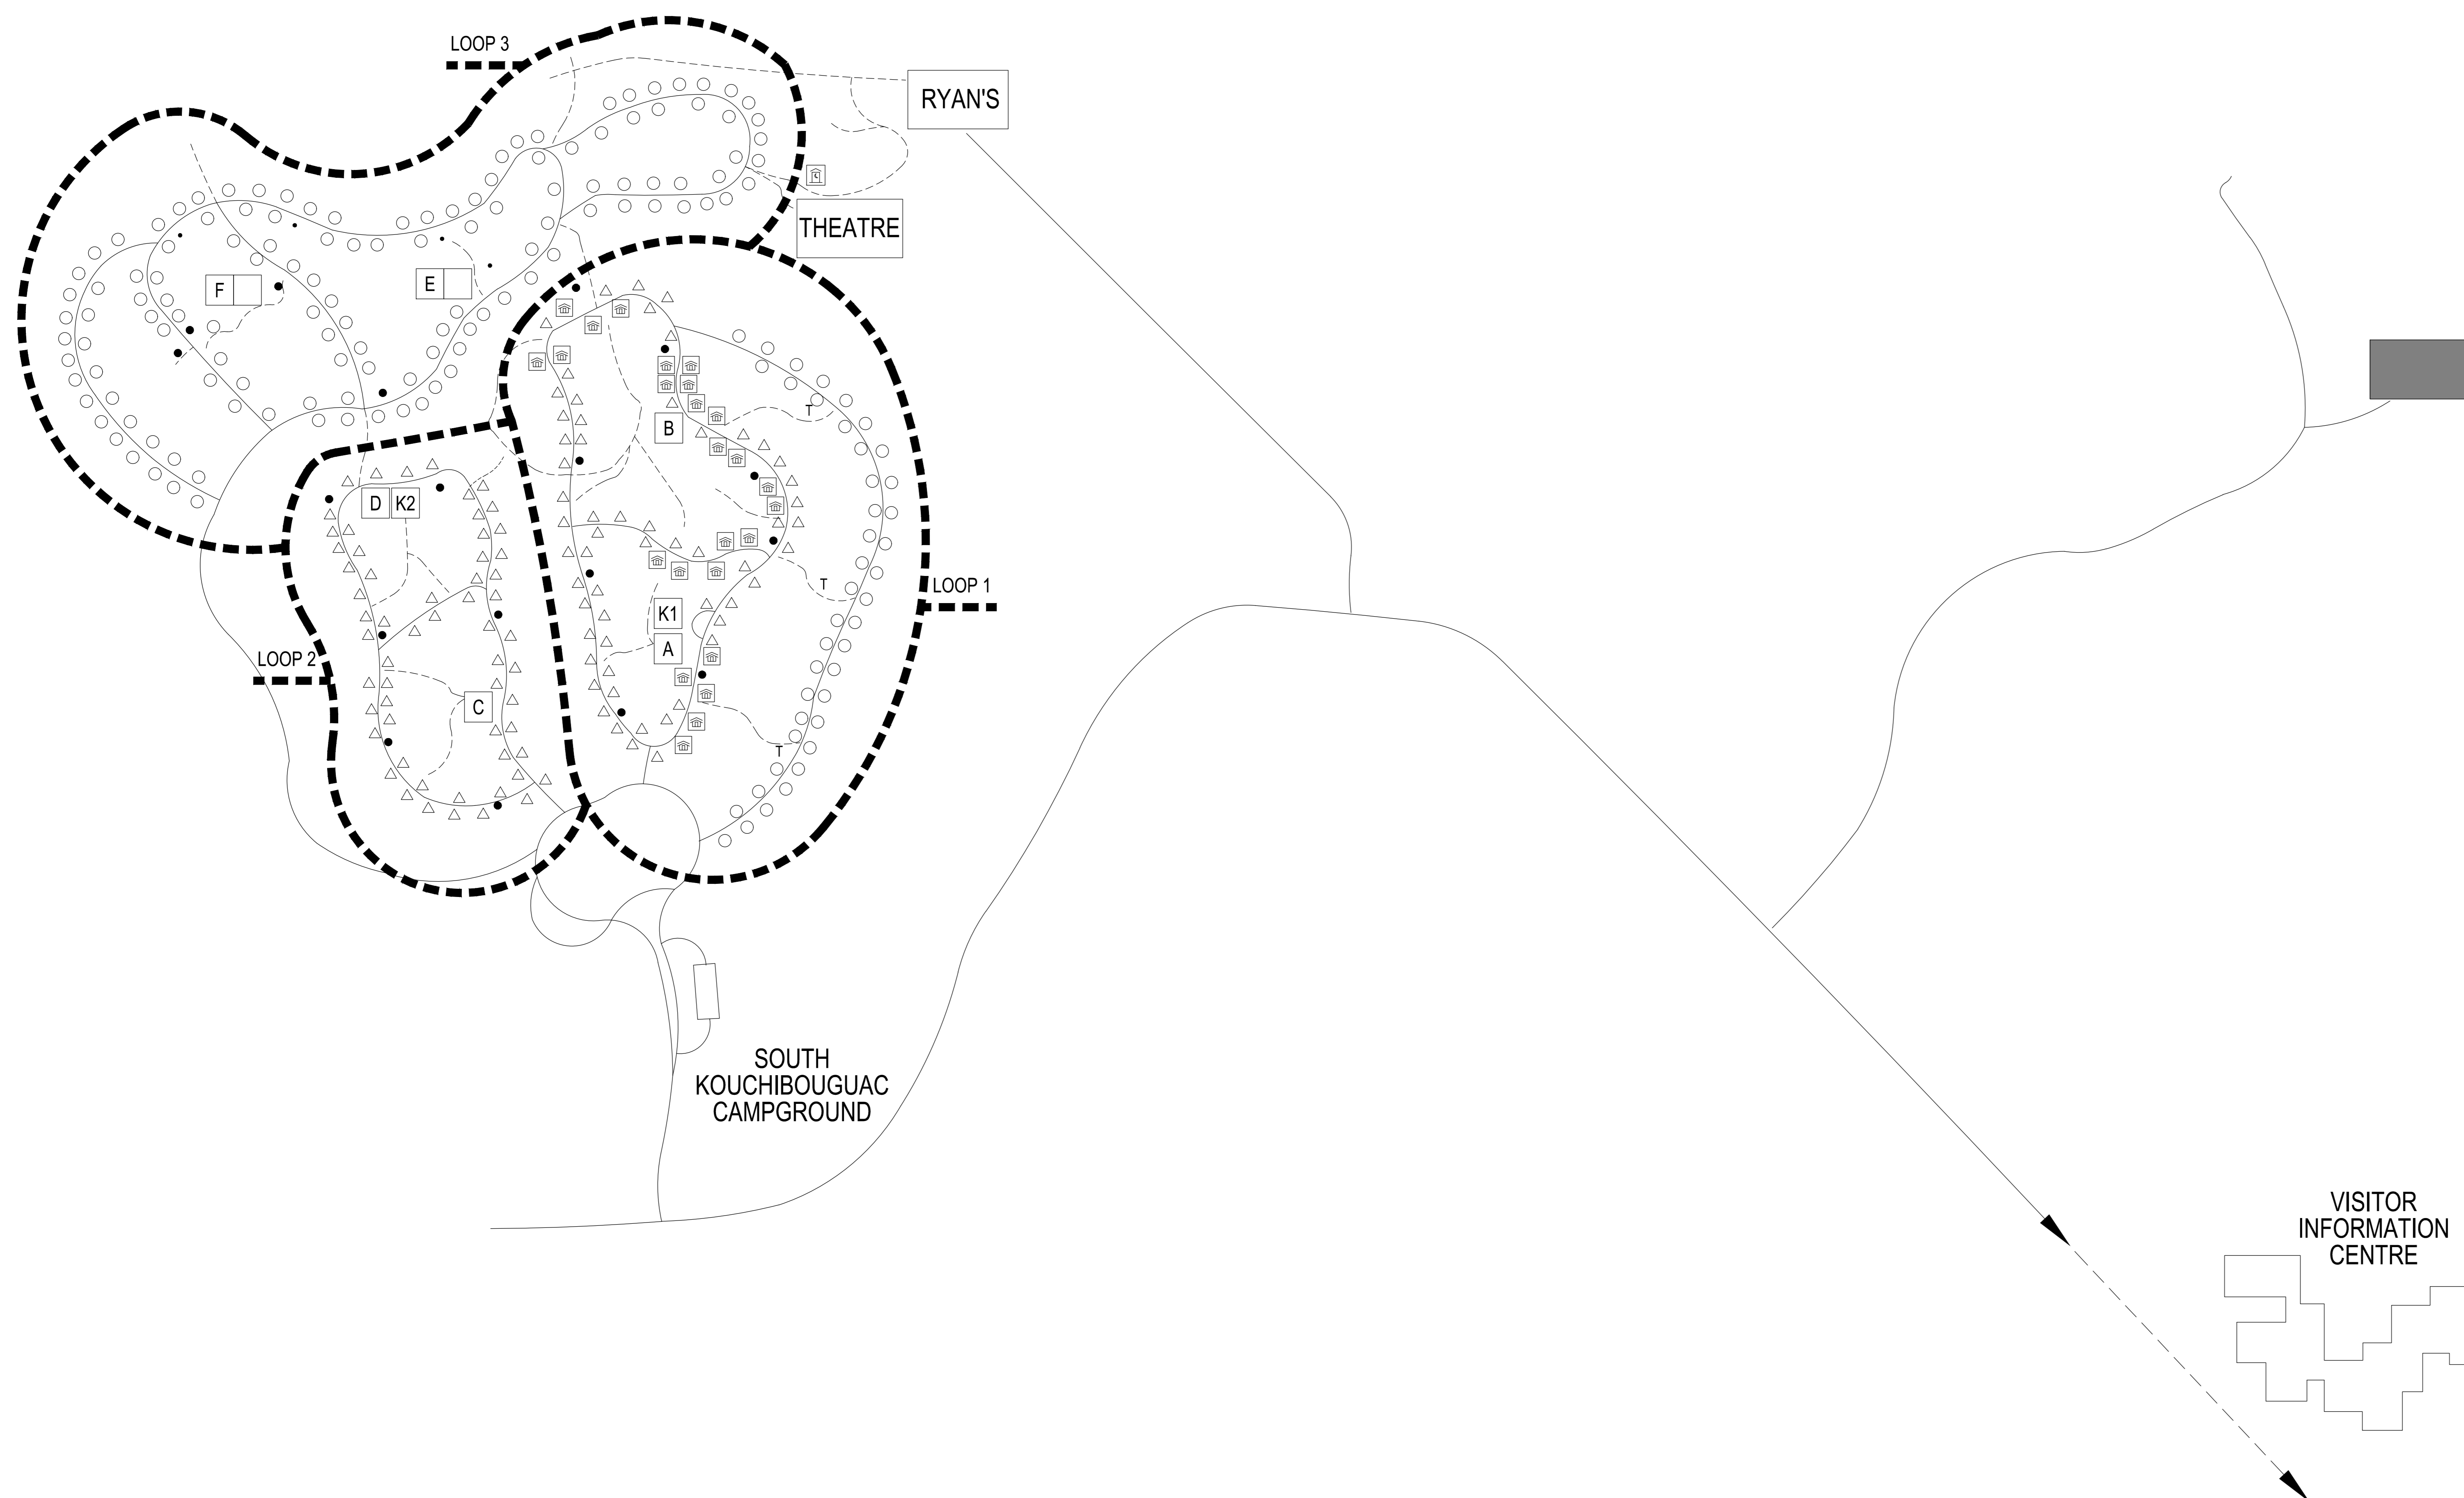 LOOP 3
RYAN'S
THEATRE
F
E
B
T
D
K2
T
LOOP 1
K1
A
LOOP 2
C
T
SOUTH
KOUCHIBOUGUAC
CAMPGROUND
VISITOR
INFORMATION
CENTRE